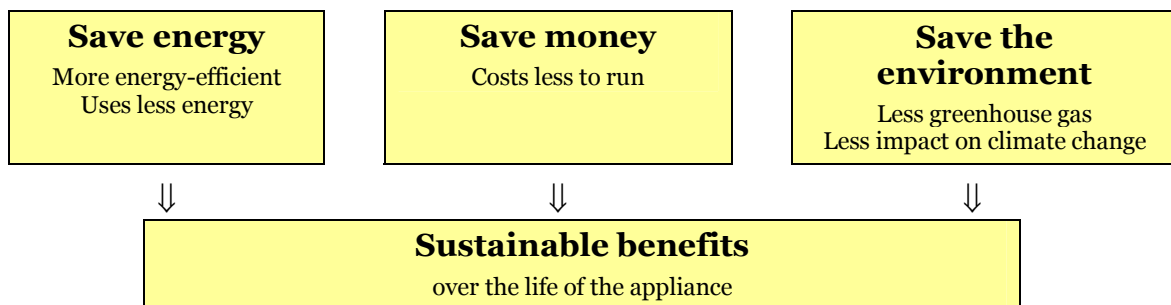 Save energy
More energy-efficient
Uses less energy
Save money
Costs less to run
Save the
environment
Less greenhouse gas
Less impact on climate change
⇓ ⇓ ⇓
Sustainable benefits
over the life of the appliance